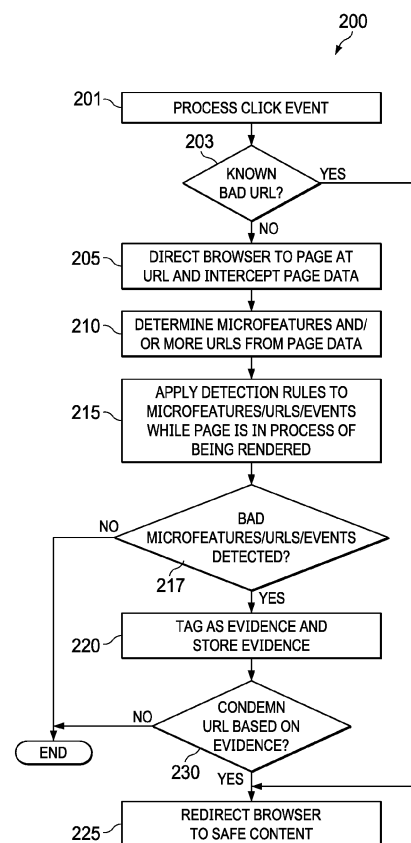 200
201
PROCESS CLICK EVENT
203
KNOWN
BAD URL?
YES
NO
205
DIRECT BROWSER TO PAGE AT
URL AND INTERCEPT PAGE DATA
210
DETERMINE MICROFEATURES AND/
OR MORE URLS FROM PAGE DATA
215
APPLY DETECTION RULES TO
MICROFEATURES/URLS/EVENTS
WHILE PAGE IS IN PROCESS OF
BEING RENDERED
NO
BAD
MICROFEATURES/URLS/EVENTS
DETECTED?
217
YES
220
TAG AS EVIDENCE AND
STORE EVIDENCE
NO
CONDEMN
URL BASED ON
EVIDENCE?
END
230
YES
225
REDIRECT BROWSER
TO SAFE CONTENT